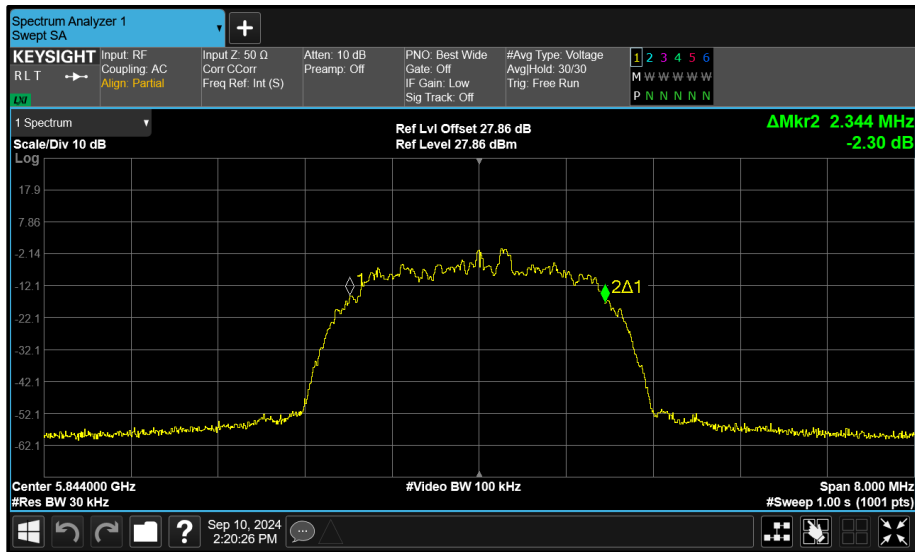 Spectrum Analyzer 1
Swept SA
KEYSIGHT
RLT
LXI
Input: RF
Coupling: AC
Align: Partial
Input Z: 50 Ω
Corr CCorr
Freq Ref: Int (S)
Atten: 10 dB
Preamp: Off
PNO: Best Wide
Gate: Off
IF Gain: Low
Sig Track: Off
#Avg Type: Voltage
Avg|Hold: 30/30
Trig: Free Run
1 2 3 4 5 6
M W W W W W
P N N N N N
1 Spectrum
Scale/Div 10 dB
Ref Lvl Offset 27.86 dB
Ref Level 27.86 dBm
ΔMkr2 2.344 MHz
-2.30 dB
Log
17.9
7.86
-2.14
-12.1
-22.1
-32.1
-42.1
-52.1
-62.1
1
2Δ1
Center 5.844000 GHz
#Res BW 30 kHz
#Video BW 100 kHz
Span 8.000 MHz
#Sweep 1.00 s (1001 pts)
?
Sep 10, 2024
2:20:26 PM